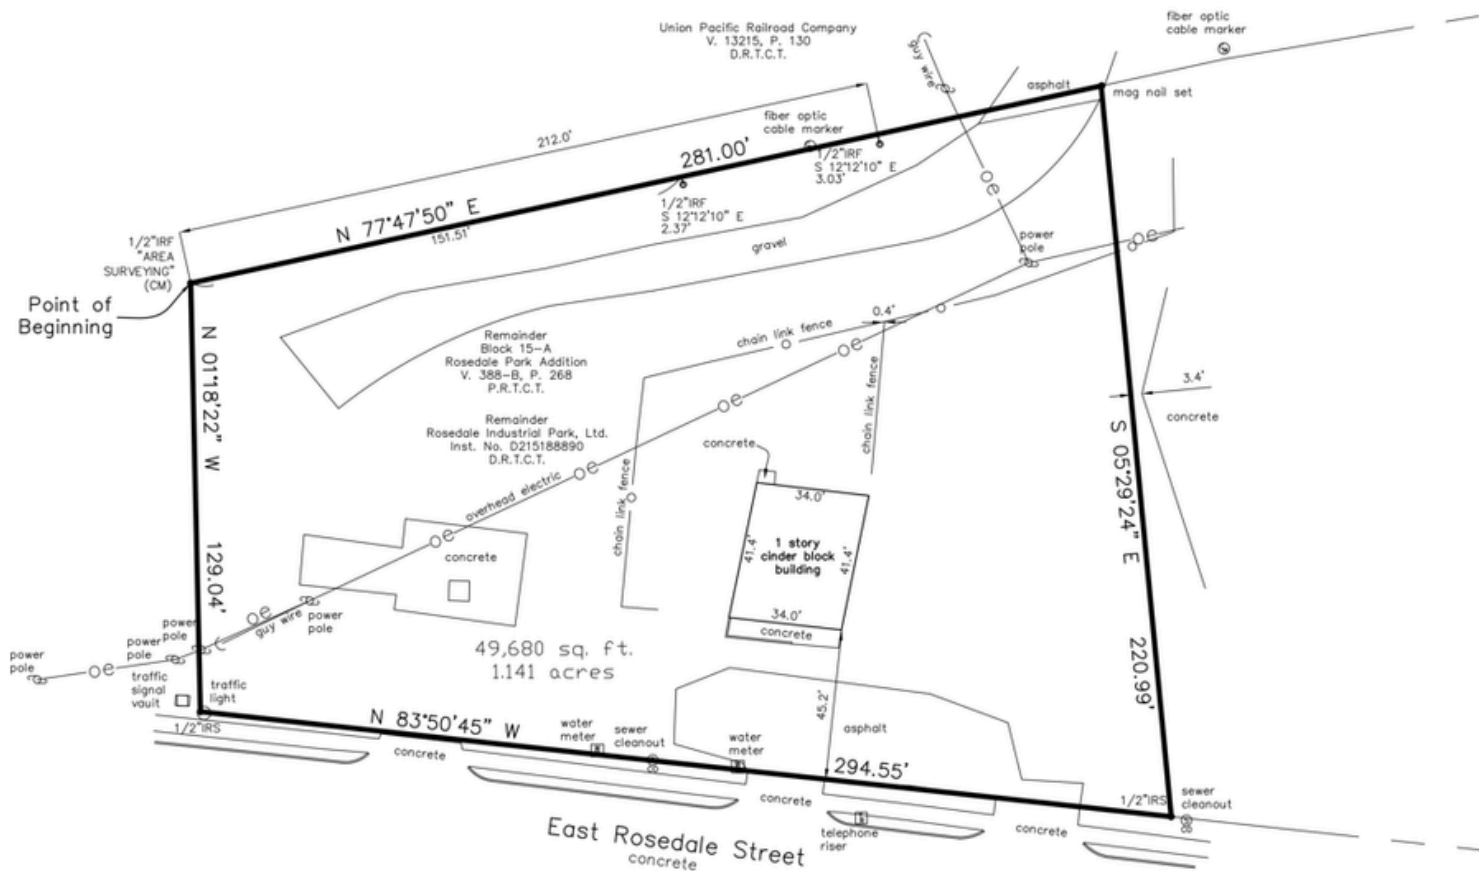 Union Pacific Railroad Company
V. 13215, P. 130
D.R.T.C.T.
fiber optic
cable marker
guy wire
asphalt
mag nail set
212.0'
fiber optic
cable marker
281.00'
1/2"IRF
S 12°12'10" E
3.03'
oe
N 77°47'50" E
151.51'
1/2"IRF
S 12°12'10" E
2.37'
1/2"IRF
"AREA
SURVEYING"
(CM)
gravel
power
pole
oe
Point of
Beginning
0.4'
chain link fence
oe
Remainder
Block 15-A
Rosedale Park Addition
V. 388-B, P. 268
P.R.T.C.T.
N 01°18'22" W
129.04'
3.4'
concrete
oe
chain link fence
Remainder
Rosedale Industrial Park, Ltd.
Inst. No. D215188890
D.R.T.C.T.
concrete
S 05°29'24" E
220.99'
oe
overhead electric
chain link fence
34.0'
41.4'
1 story
cinder block
building
41.4'
34.0'
concrete
oe
concrete
oe
guy wire
power
pole
power
pole
power
pole
power
pole
oe
49,680 sq. ft.
1.141 acres
traffic
signal
vault
traffic
light
1/2"IRS
N 83°50'45" W
294.55'
45.2'
asphalt
water
meter
sewer
cleanout
water
meter
concrete
concrete
concrete
1/2"IRS
sewer
cleanout
telephone
riser
East Rosedale Street
concrete